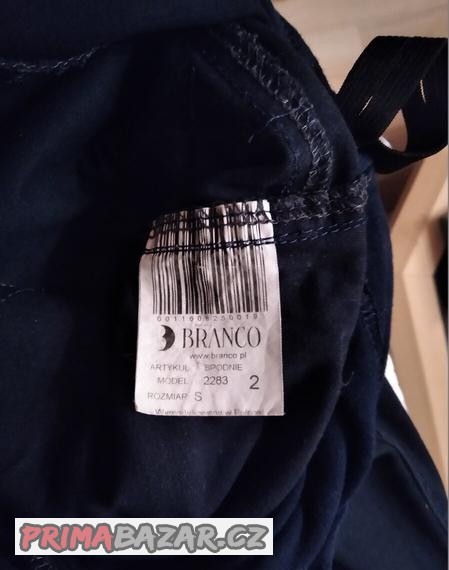 BRANCO
www.branco.pl
ARTYKUŁ SPODNIE
MODEL 2283 2
ROZMIAR S
PRIMABAZAR.CZ